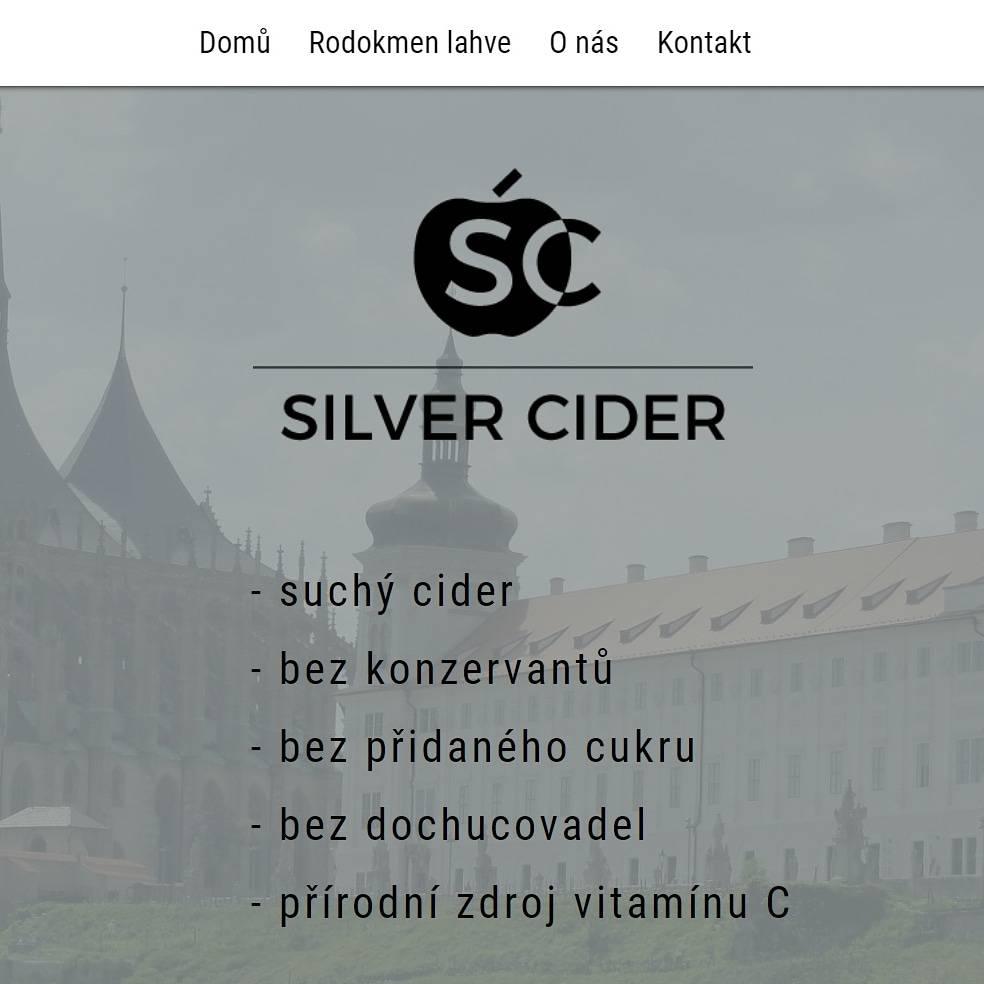 Domů Rodokmen lahve O nás Kontakt
SC
SILVER CIDER
- suchý cider
- bez konzervantů
- bez přidaného cukru
- bez dochucovadel
- přírodní zdroj vitamínu C